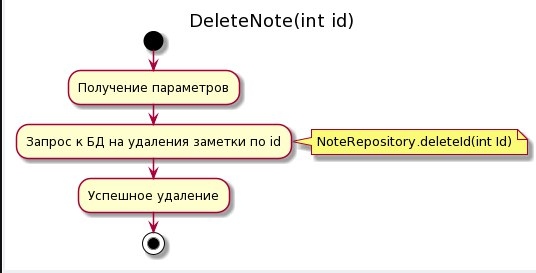 DeleteNote(int id)
Получение параметров
Запрос к БД на удаления заметки по id
NoteRepository.deleteId(int Id)
Успешное удаление